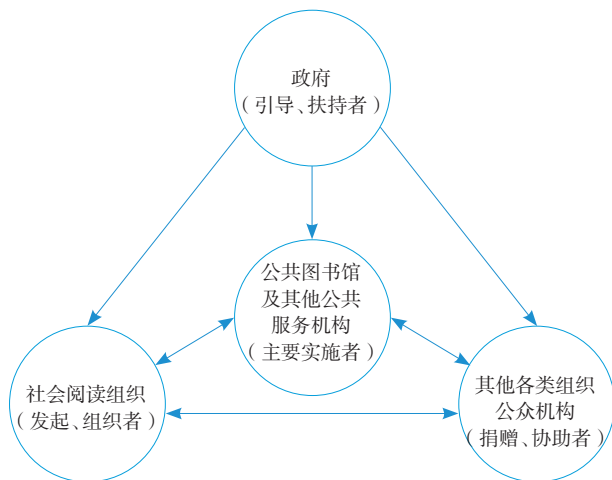 政府
（引导、扶持者）
公共图书馆
及其他公共
服务机构
（主要实施者）
社会阅读组织
（发起、组织者）
其他各类组织
公众机构
（捐赠、协助者）